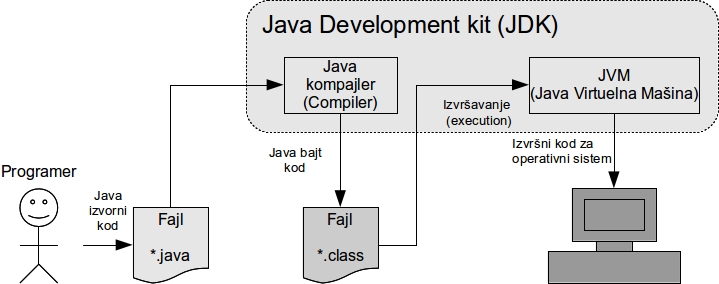 Java Development kit (JDK)
Java
kompajler
(Compiler)
JVM
(Java Virtuelna Mašina)
Izvršavanje
(execution)
Java bajt
kod
Izvršni kod za
operativni sistem
Programer
Java
izvorni
kod
Fajl
*.java
Fajl
*.class